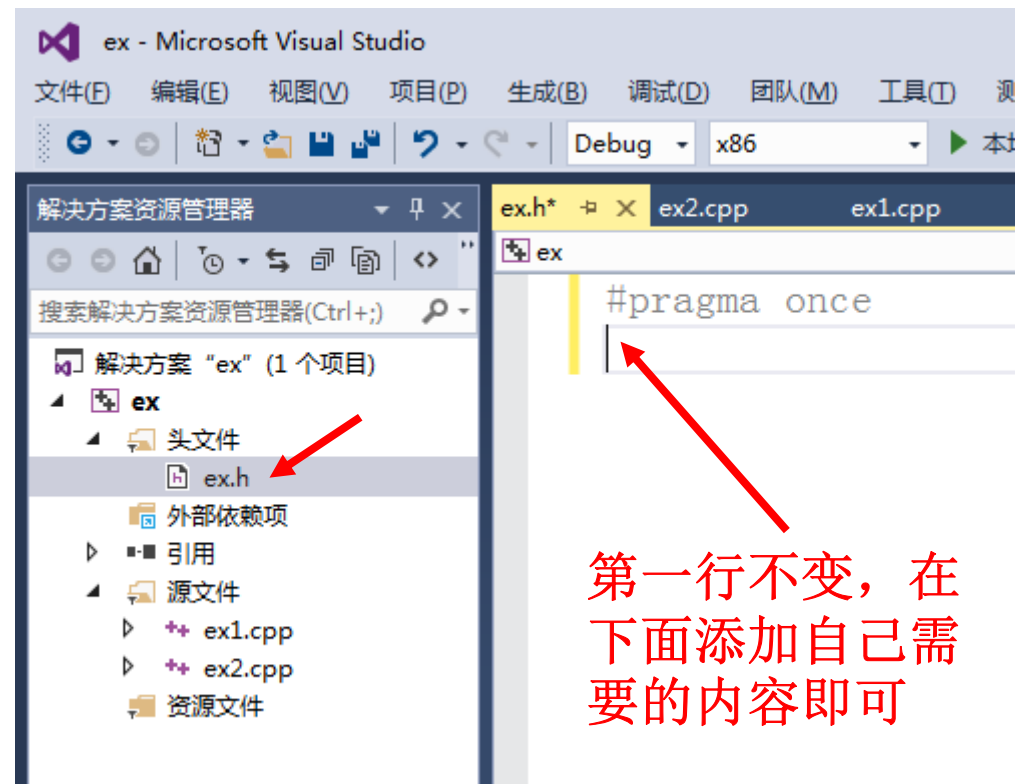 ex - Microsoft Visual Studio
文件(F) 编辑(E) 视图(V) 项目(P) 生成(B) 调试(D) 团队(M) 工具(T) 测
Debug x86 本地
解决方案资源管理器
ex.h* ex2.cpp ex1.cpp
ex
搜索解决方案资源管理器(Ctrl+;)
#pragma once
解决方案 “ex” (1 个项目)
ex
头文件
ex.h
外部依赖项
引用
源文件
ex1.cpp
ex2.cpp
资源文件
第一行不变，在
下面添加自己需
要的内容即可